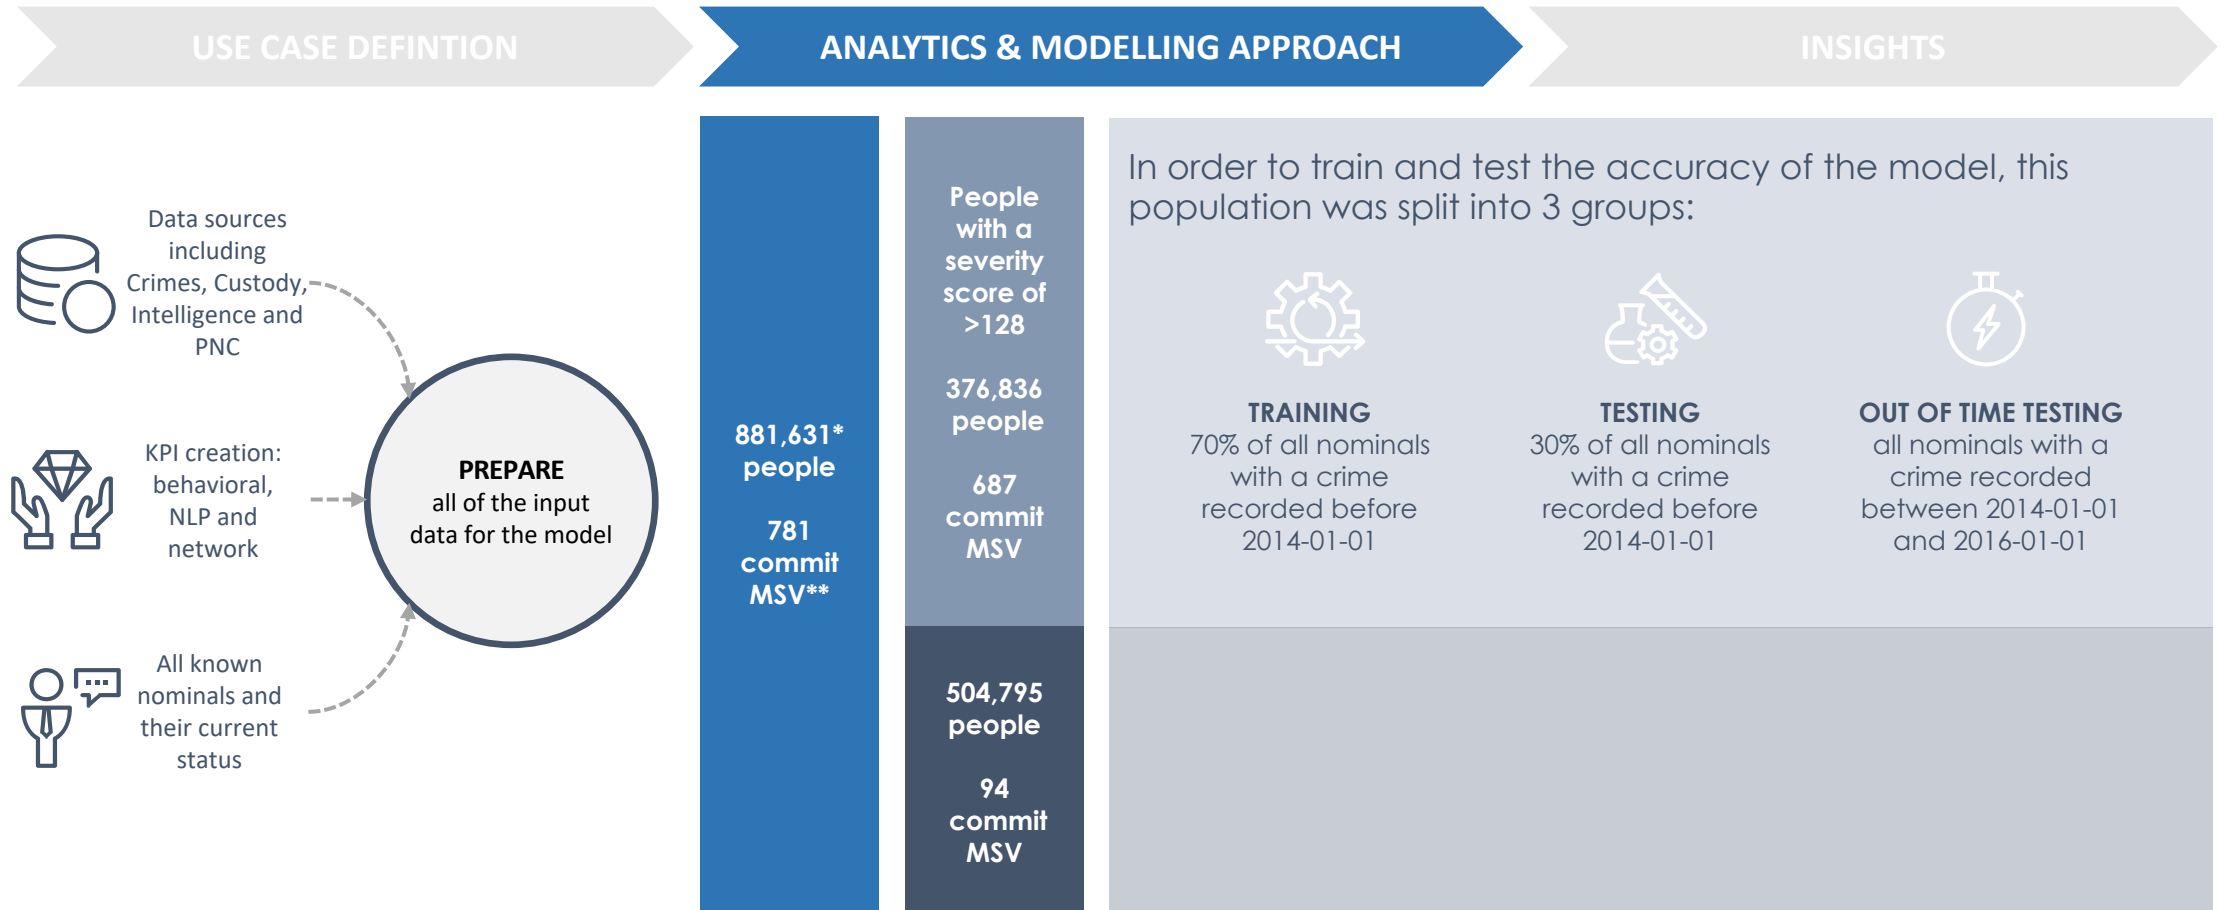 USE CASE DEFINTION
ANALYTICS & MODELLING APPROACH
INSIGHTS
Data sources
including
Crimes, Custody,
Intelligence and
PNC
KPI creation:
behavioral,
NLP and
network
All known
nominals and
their current
status
PREPARE
all of the input
data for the model
881,631*
people
781
commit
MSV**
People
with a
severity
score of
>128
376,836
people
687
commit
MSV
504,795
people
94
commit
MSV
In order to train and test the accuracy of the model, this
population was split into 3 groups:
TRAINING
70% of all nominals
with a crime
recorded before
2014-01-01
TESTING
30% of all nominals
with a crime
recorded before
2014-01-01
OUT OF TIME TESTING
all nominals with a
crime recorded
between 2014-01-01
and 2016-01-01